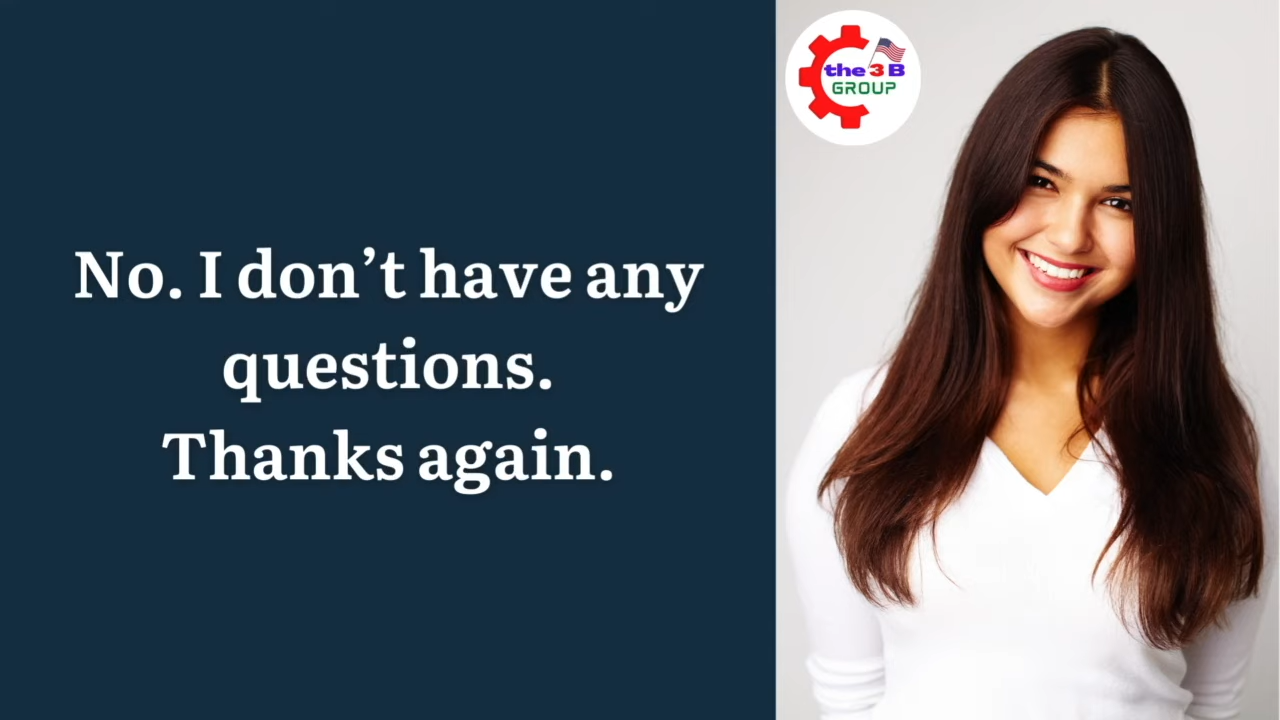 No. I don’t have any
questions.
Thanks again.
the 3 B
GROUP